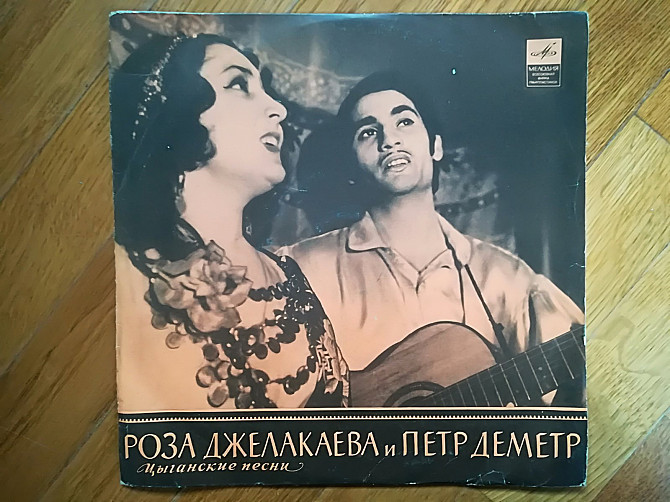 МЕЛОДИЯ
РОЗА ДЖЕЛАКАЕВА и ПЕТР ДЕМЕТР
Цыганские песни